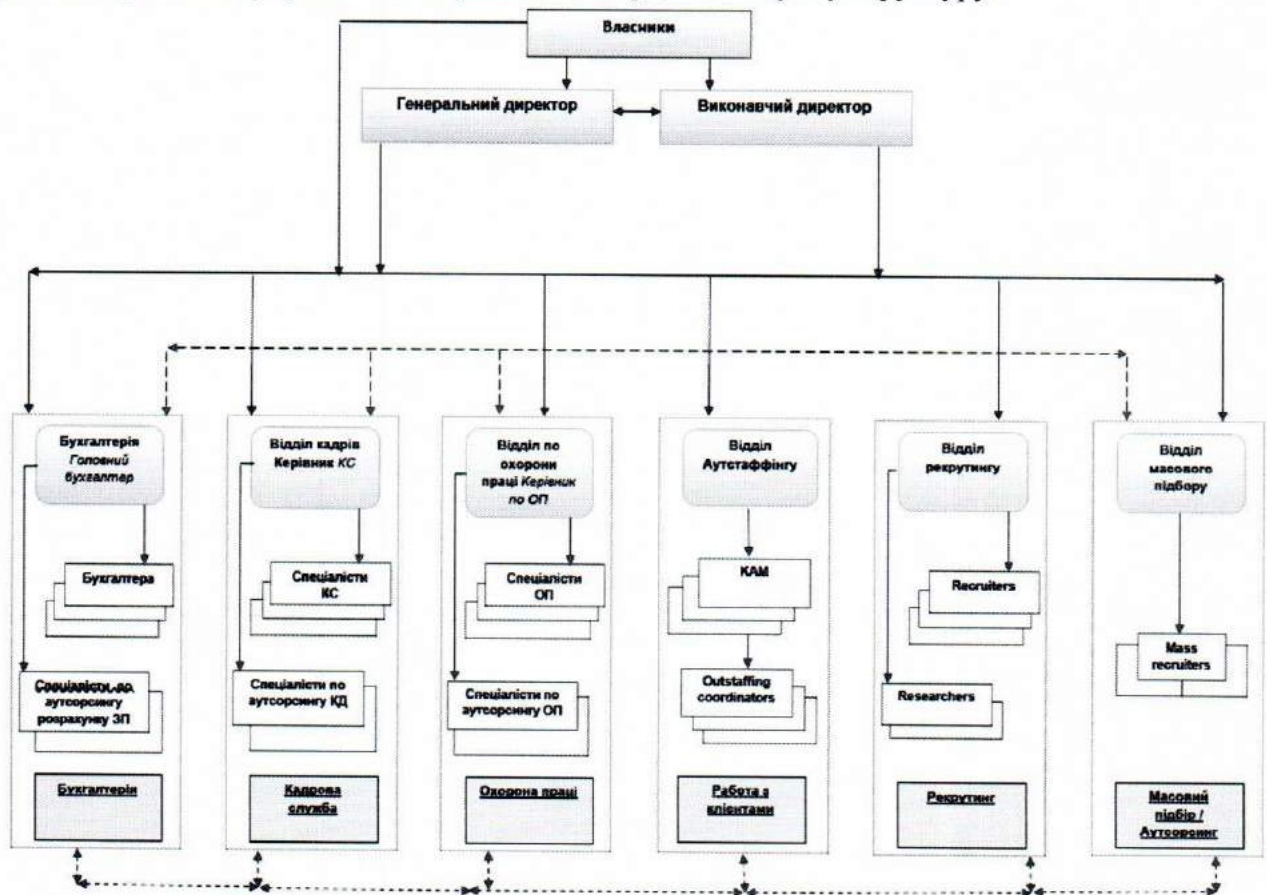 Власники
Генеральний директор
Виконавчий директор
Бухгалтерія
Головний
бухгалтер
Відділ кадрів
Керівник КС
Відділ по
охорони
праці Керівник
по ОП
Відділ
Аутстаффінгу
Відділ
рекрутингу
Відділ
масового
підбору
Бухгалтера
Спеціалісти
КС
Спеціалісти
ОП
КАМ
Recruiters
Mass
recruiters
Спеціалісти по
аутсорсингу
розрахунку ЗП
Спеціалісти по
аутсорсингу КД
Спеціалісти по
аутсорсингу ОП
Outstaffing
coordinators
Researchers
Бухгалтерія
Кадрова
служба
Охорона праці
Работа з
клієнтами
Рекрутинг
Масовий
підбір /
Аутсорсинг